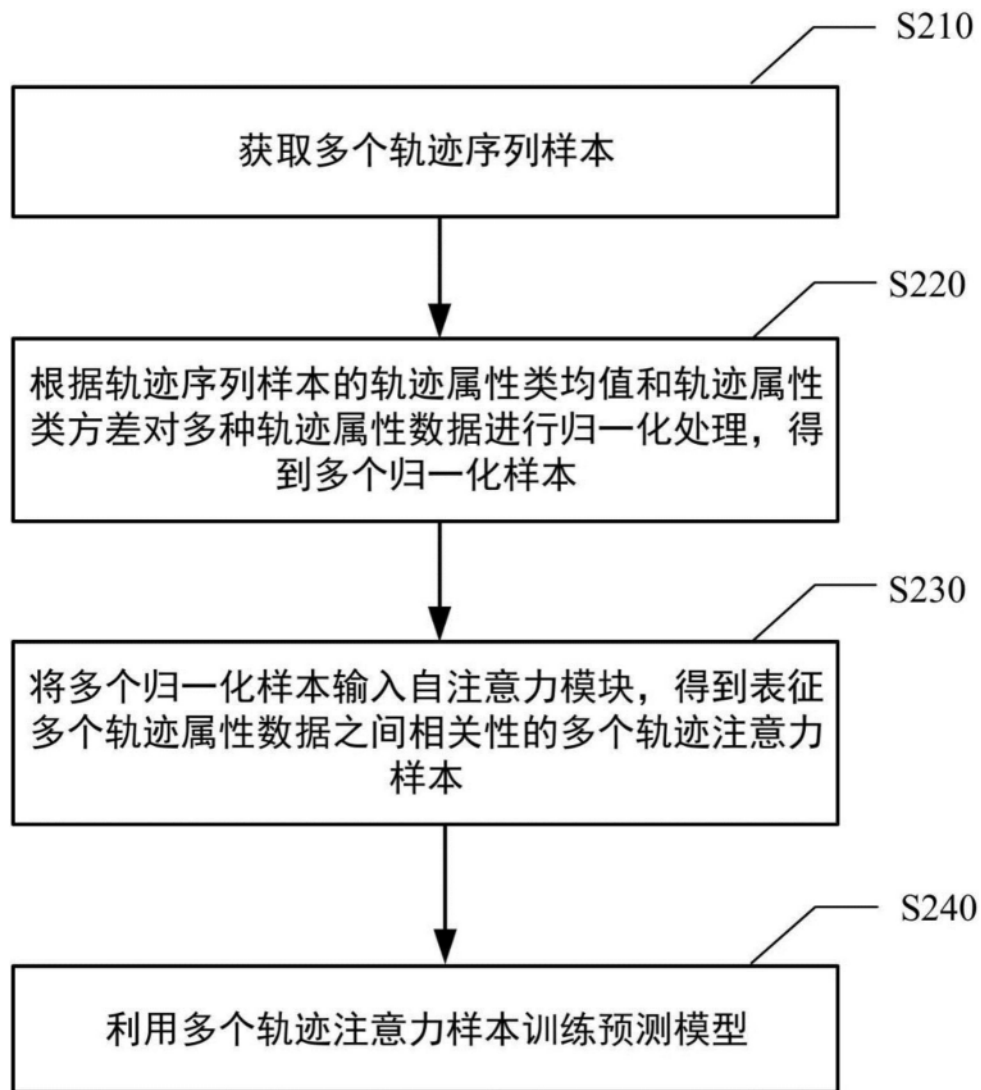 S210
获取多个轨迹序列样本
S220
根据轨迹序列样本的轨迹属性类均值和轨迹属性
类方差对多种轨迹属性数据进行归一化处理，得
到多个归一化样本
S230
将多个归一化样本输入自注意力模块，得到表征
多个轨迹属性数据之间相关性的多个轨迹注意力
样本
S240
利用多个轨迹注意力样本训练预测模型